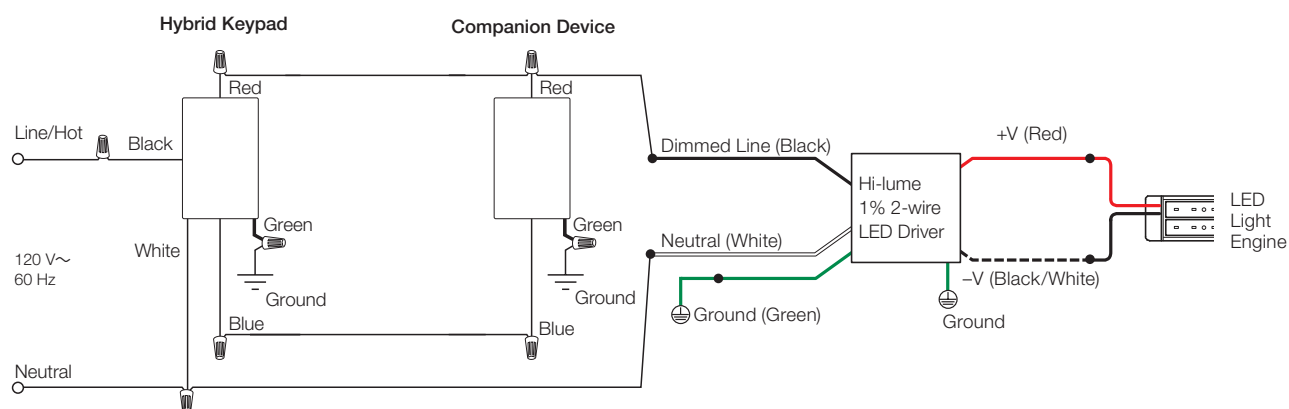 Hybrid Keypad
Companion Device
Red
Red
Line/Hot
Black
Dimmed Line (Black)
+V (Red)
Hi-lume
1% 2-wire
LED Driver
LED
Light
Engine
Green
Green
White
Neutral (White)
120 V~
60 Hz
–V (Black/White)
Ground
Ground
Ground (Green)
Ground
Blue
Blue
Neutral